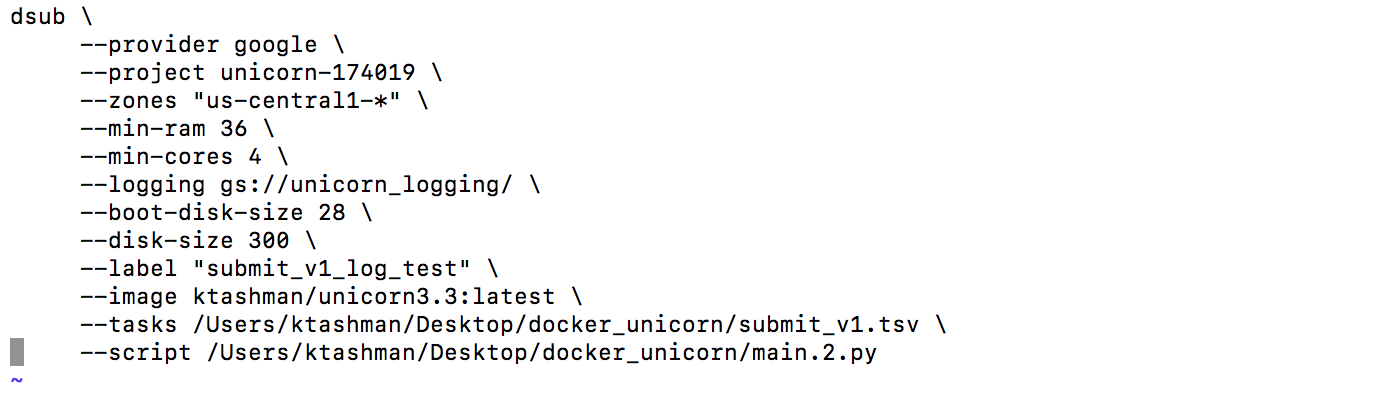 dsub \
--provider google \
--project unicorn-174019 \
--zones "us-central1-*" \
--min-ram 36 \
--min-cores 4 \
--logging gs://unicorn_logging/ \
--boot-disk-size 28 \
--disk-size 300 \
--label "submit_v1_log_test" \
--image ktashman/unicorn3.3:latest \
--tasks /Users/ktashman/Desktop/docker_unicorn/submit_v1.tsv \
--script /Users/ktashman/Desktop/docker_unicorn/main.2.py
~